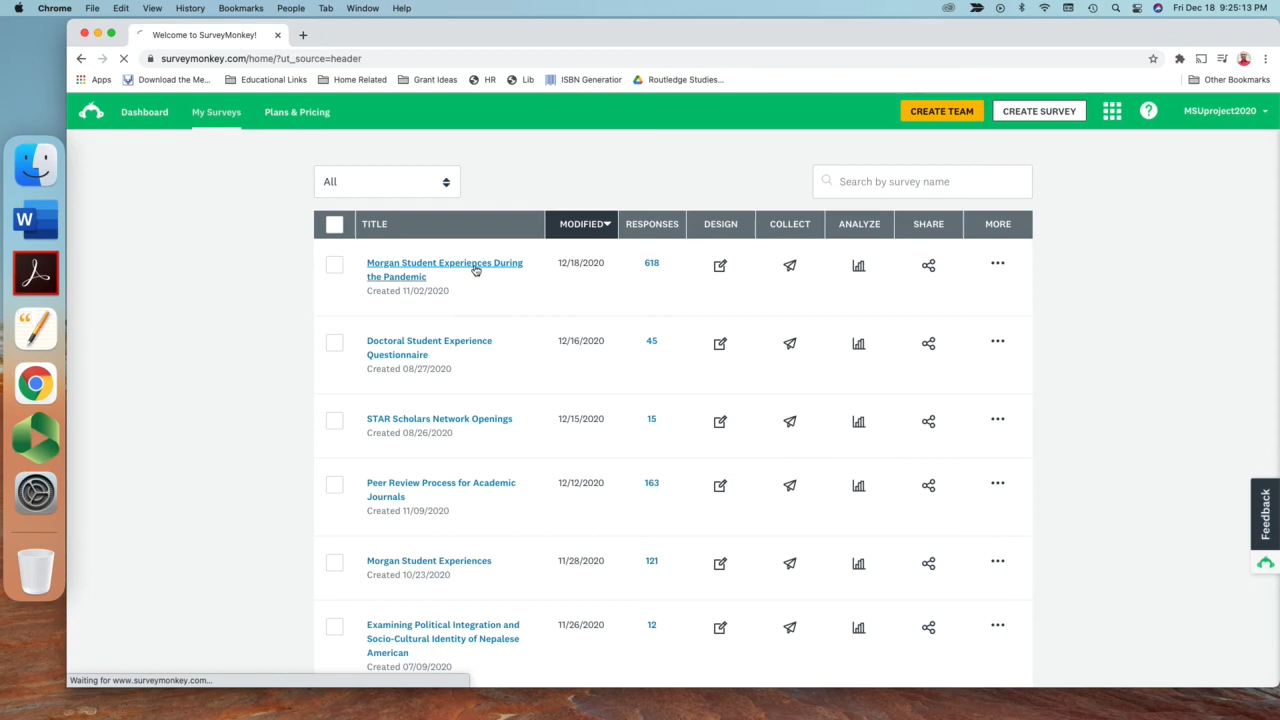 Chrome File Edit View History Bookmarks People Tab Window Help Fri Dec 18 9:25:13 PM
Welcome to SurveyMonkey!
surveymonkey.com/home/?ut_source=header
Apps Download the Me... Educational Links Home Related Grant Ideas HR Lib ISBN Generatior Routledge Studies... Other Bookmarks
Dashboard My Surveys Plans & Pricing CREATE TEAM CREATE SURVEY MSUproject2020
All Search by survey name
TITLE MODIFIED RESPONSES DESIGN COLLECT ANALYZE SHARE MORE
Morgan Student Experiences During 12/18/2020 618
the Pandemic
Created 11/02/2020
Doctoral Student Experience 12/16/2020 45
Questionnaire
Created 08/27/2020
STAR Scholars Network Openings 12/15/2020 15
Created 08/26/2020
Peer Review Process for Academic 12/12/2020 163
Journals
Created 11/09/2020
Feedback
Morgan Student Experiences 11/28/2020 121
Created 10/23/2020
Examining Political Integration and 11/26/2020 12
Socio-Cultural Identity of Nepalese
American
Created 07/09/2020
Waiting for www.surveymonkey.com...